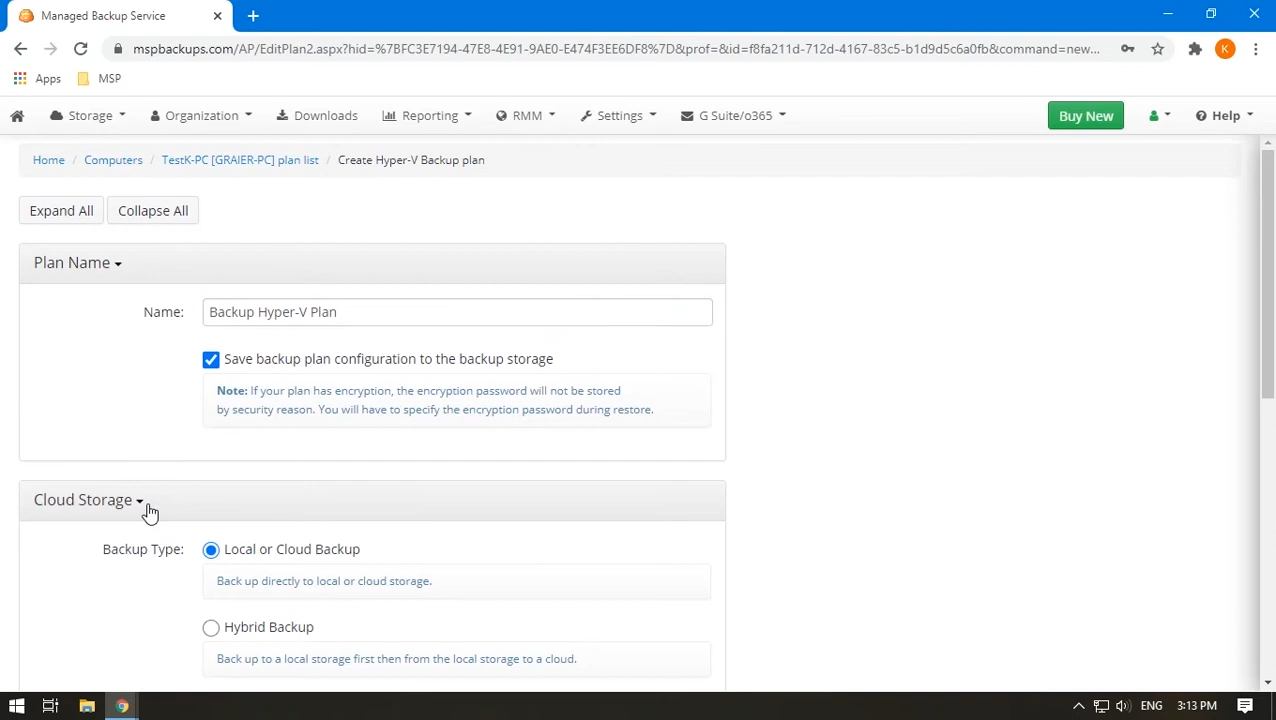 Managed Backup Service
mspbackups.com/AP/EditPlan2.aspx?hid=%7BFC3E7194-47E8-4E91-9AE0-E474F3EE6DF8%7D&prof=&id=f8fa211d-712d-4167-83c5-b1d9d5c6a0fb&command=new...
K
Apps MSP
Storage Organization Downloads Reporting RMM Settings G Suite/o365 Buy New Help
Home / Computers / TestK-PC [GRAIER-PC] plan list / Create Hyper-V Backup plan
Expand All Collapse All
Plan Name
Name: Backup Hyper-V Plan
Save backup plan configuration to the backup storage
Note: If your plan has encryption, the encryption password will not be stored
by security reason. You will have to specify the encryption password during restore.
Cloud Storage
Backup Type: Local or Cloud Backup
Back up directly to local or cloud storage.
Hybrid Backup
Back up to a local storage first then from the local storage to a cloud.
ENG 3:13 PM